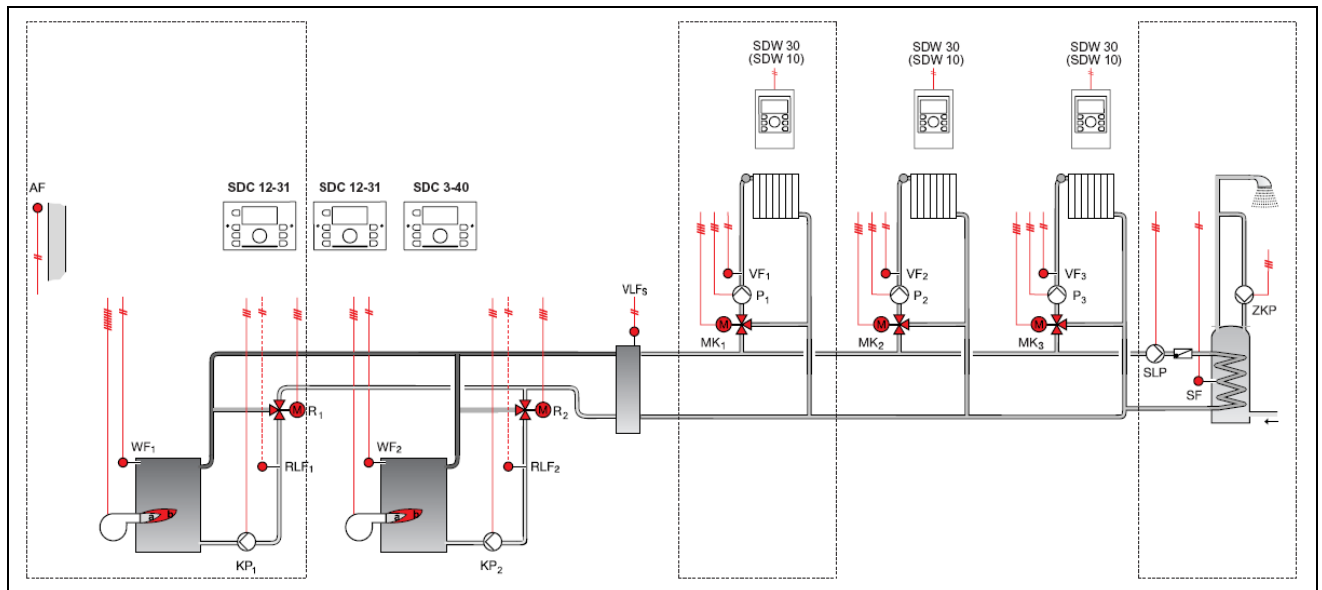 SDW 30
(SDW 10)
SDW 30
(SDW 10)
SDW 30
(SDW 10)
AF
SDC 12-31
SDC 12-31
SDC 3-40
VF1
VF2
VF3
VLFS
P1
P2
P3
ZKP
M
M
M
MK1
MK2
MK3
SLP
SF
M
R1
M
R2
WF1
RLF1
WF2
RLF2
a
b
a
b
KP1
KP2